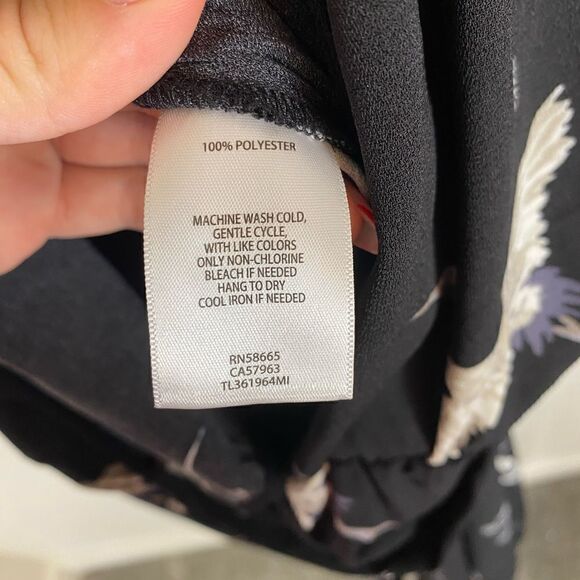 100% POLYESTER
MACHINE WASH COLD,
GENTLE CYCLE,
WITH LIKE COLORS
ONLY NON-CHLORINE
BLEACH IF NEEDED
HANG TO DRY
COOL IRON IF NEEDED
RN58665
CA57963
TL361964MI